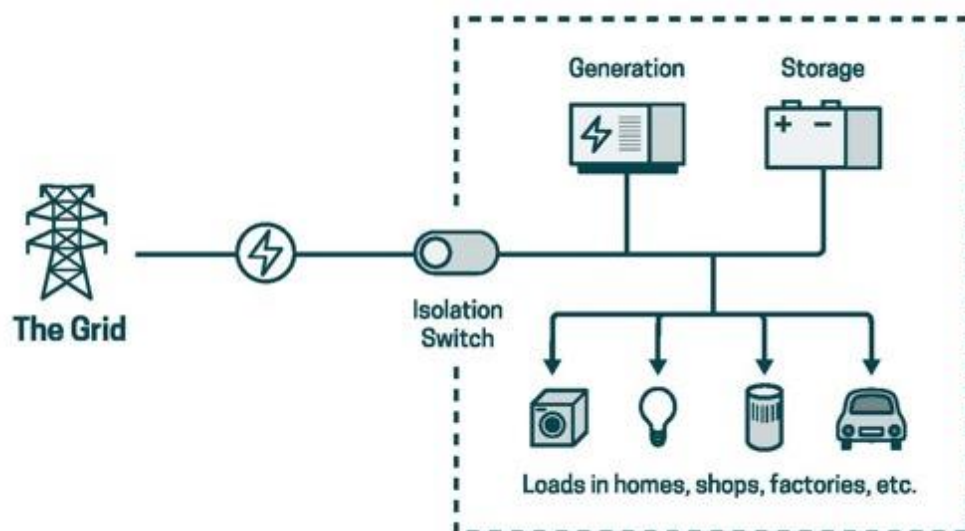 Generation
Storage
+ −
The Grid
Isolation
Switch
Loads in homes, shops, factories, etc.